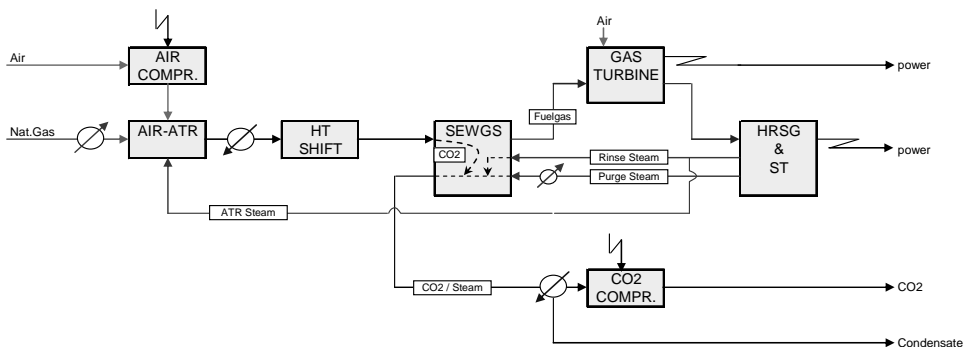 Air
Air
AIR
COMPR.
GAS
TURBINE
power
Fuelgas
Nat.Gas
AIR-ATR
HT
SHIFT
SEWGS
CO2
Rinse Steam
Purge Steam
HRSG
&
ST
power
ATR Steam
CO2 / Steam
CO2
COMPR.
CO2
Condensate